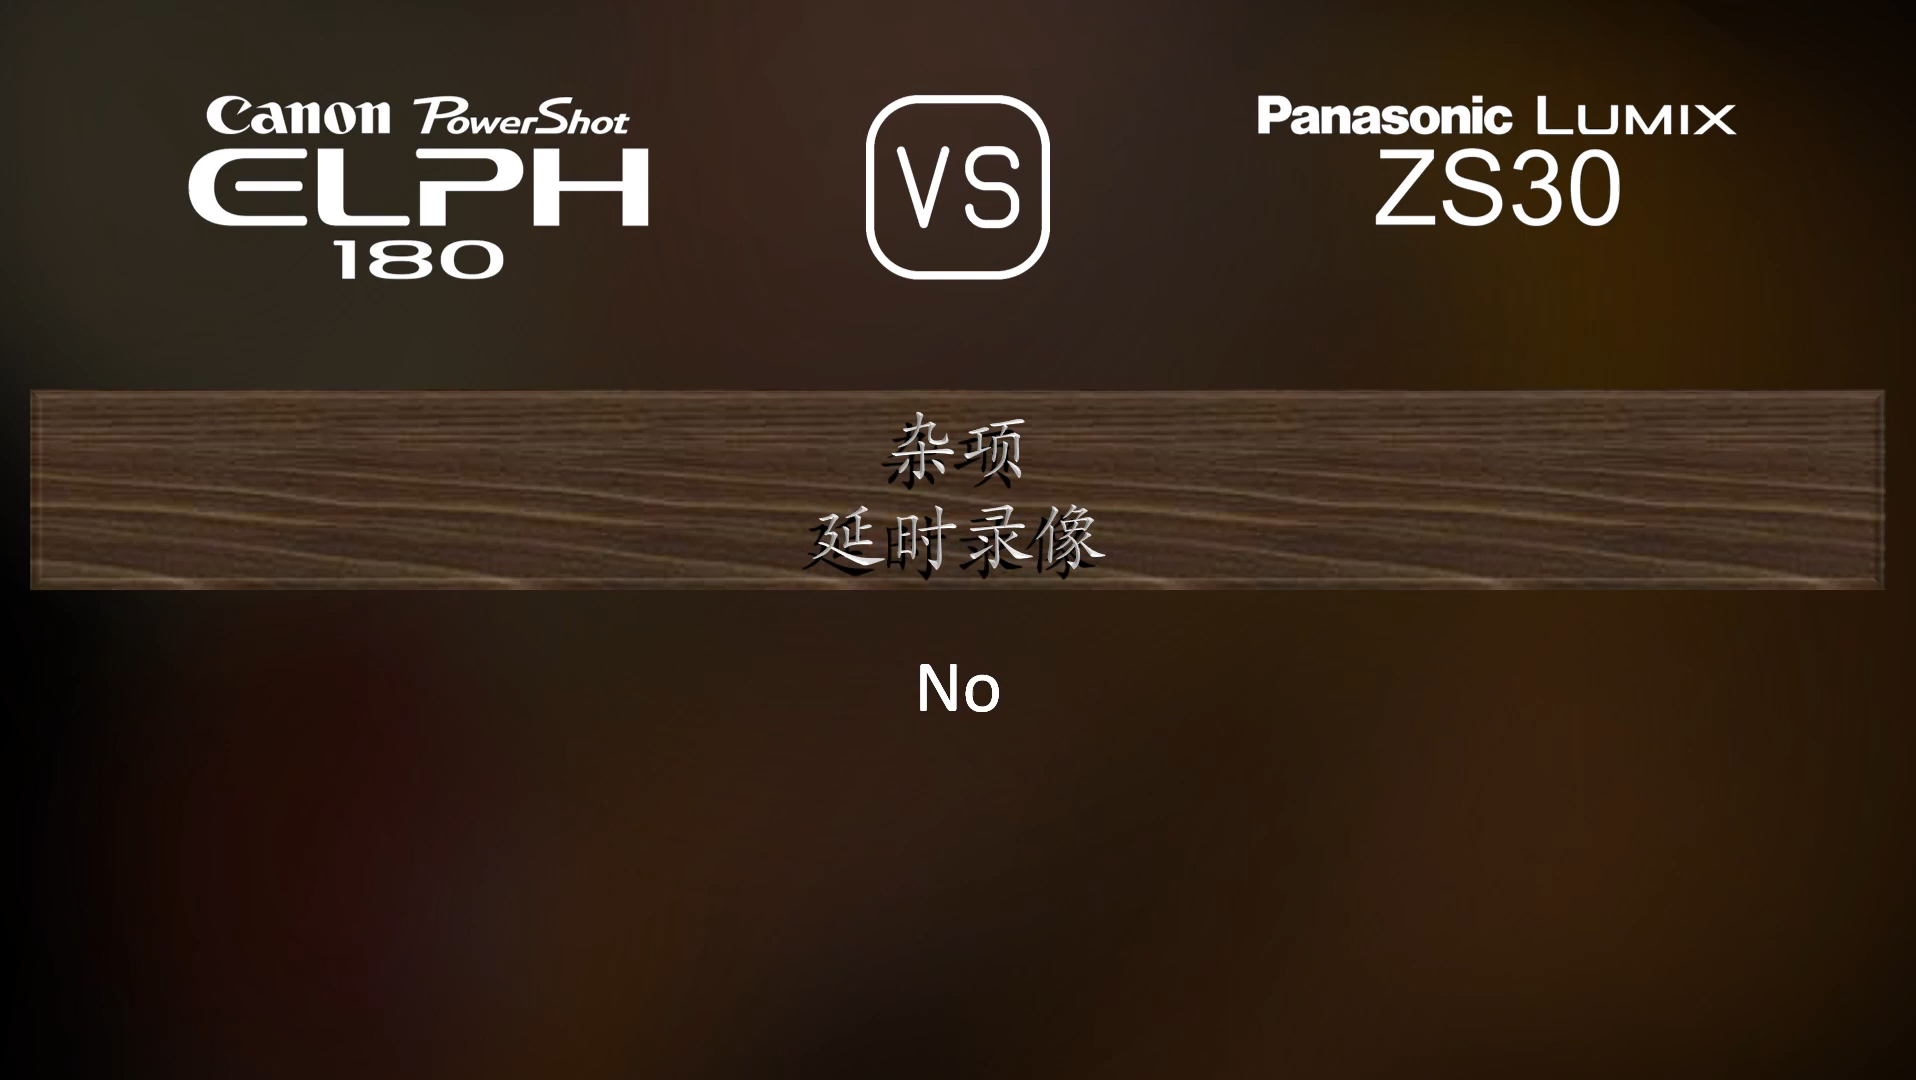 Canon PowerShot
ELPH
180
VS
Panasonic LUMIX
ZS30
杂项
延时录像
No